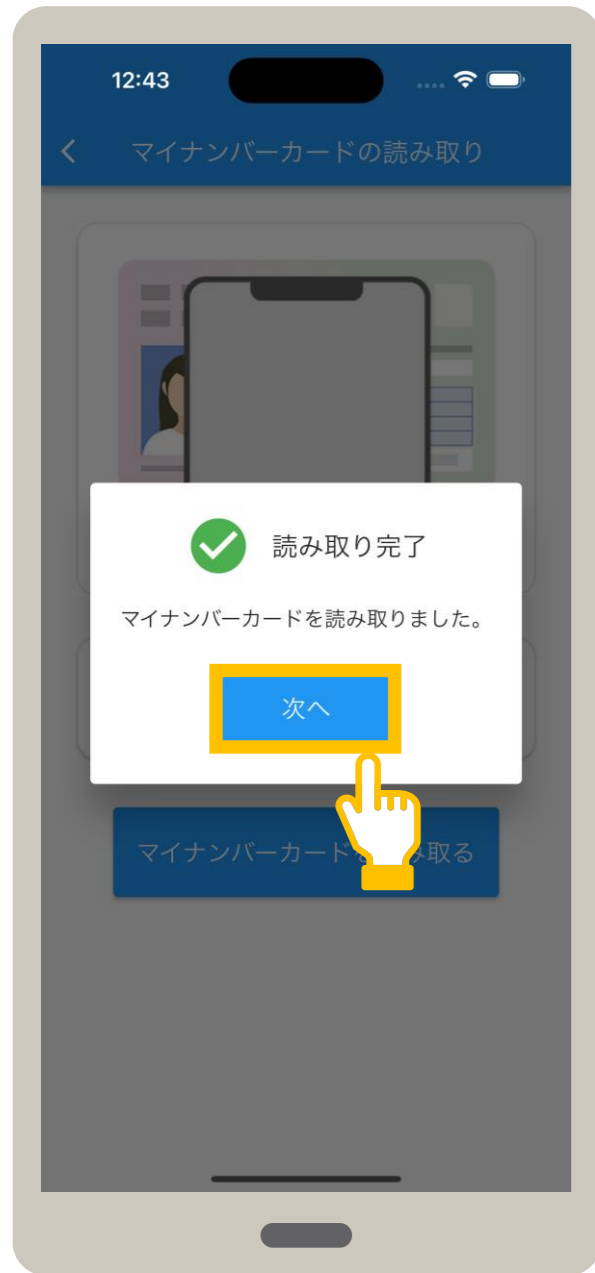 12:43
マイナンバーカードの読み取り
読み取り完了
マイナンバーカードを読み取りました。
次へ
マイナンバーカード み取る